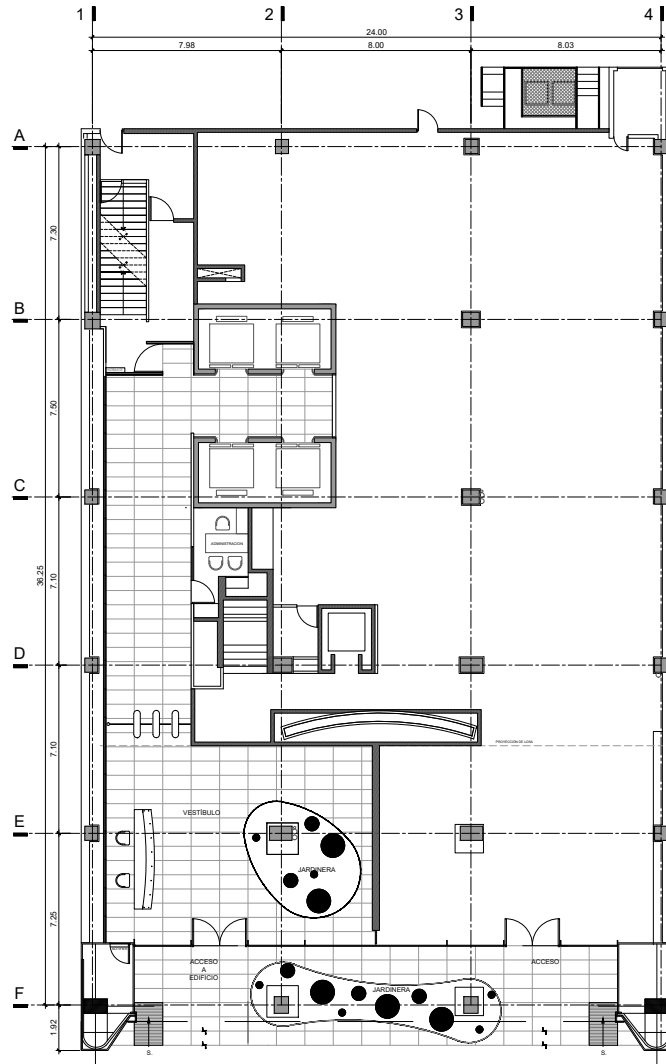 1 2 3 4
24.00
7.98 8.00 8.03
A
7.30
B
7.50
C
ADMINISTRACION
36.25
7.10
D
7.10
PROYECCIÓN DE LOSA
VESTÍBULO
E
JARDINERA
7.25
ACCESO
A
EDIFICIO
ACCESO
JARDINERA
F
1.92
S. S.